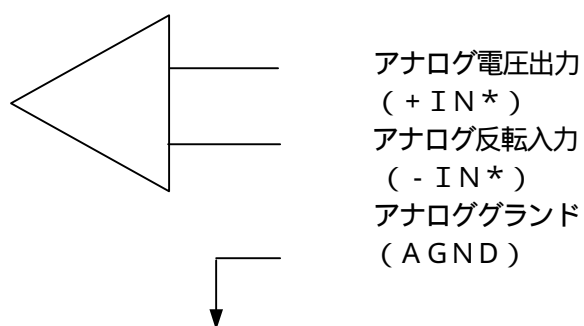 アナログ電圧出力
（＋ＩＮ＊）
アナログ反転入力
（－ＩＮ＊）
アナロググランド
（ＡＧＮＤ）